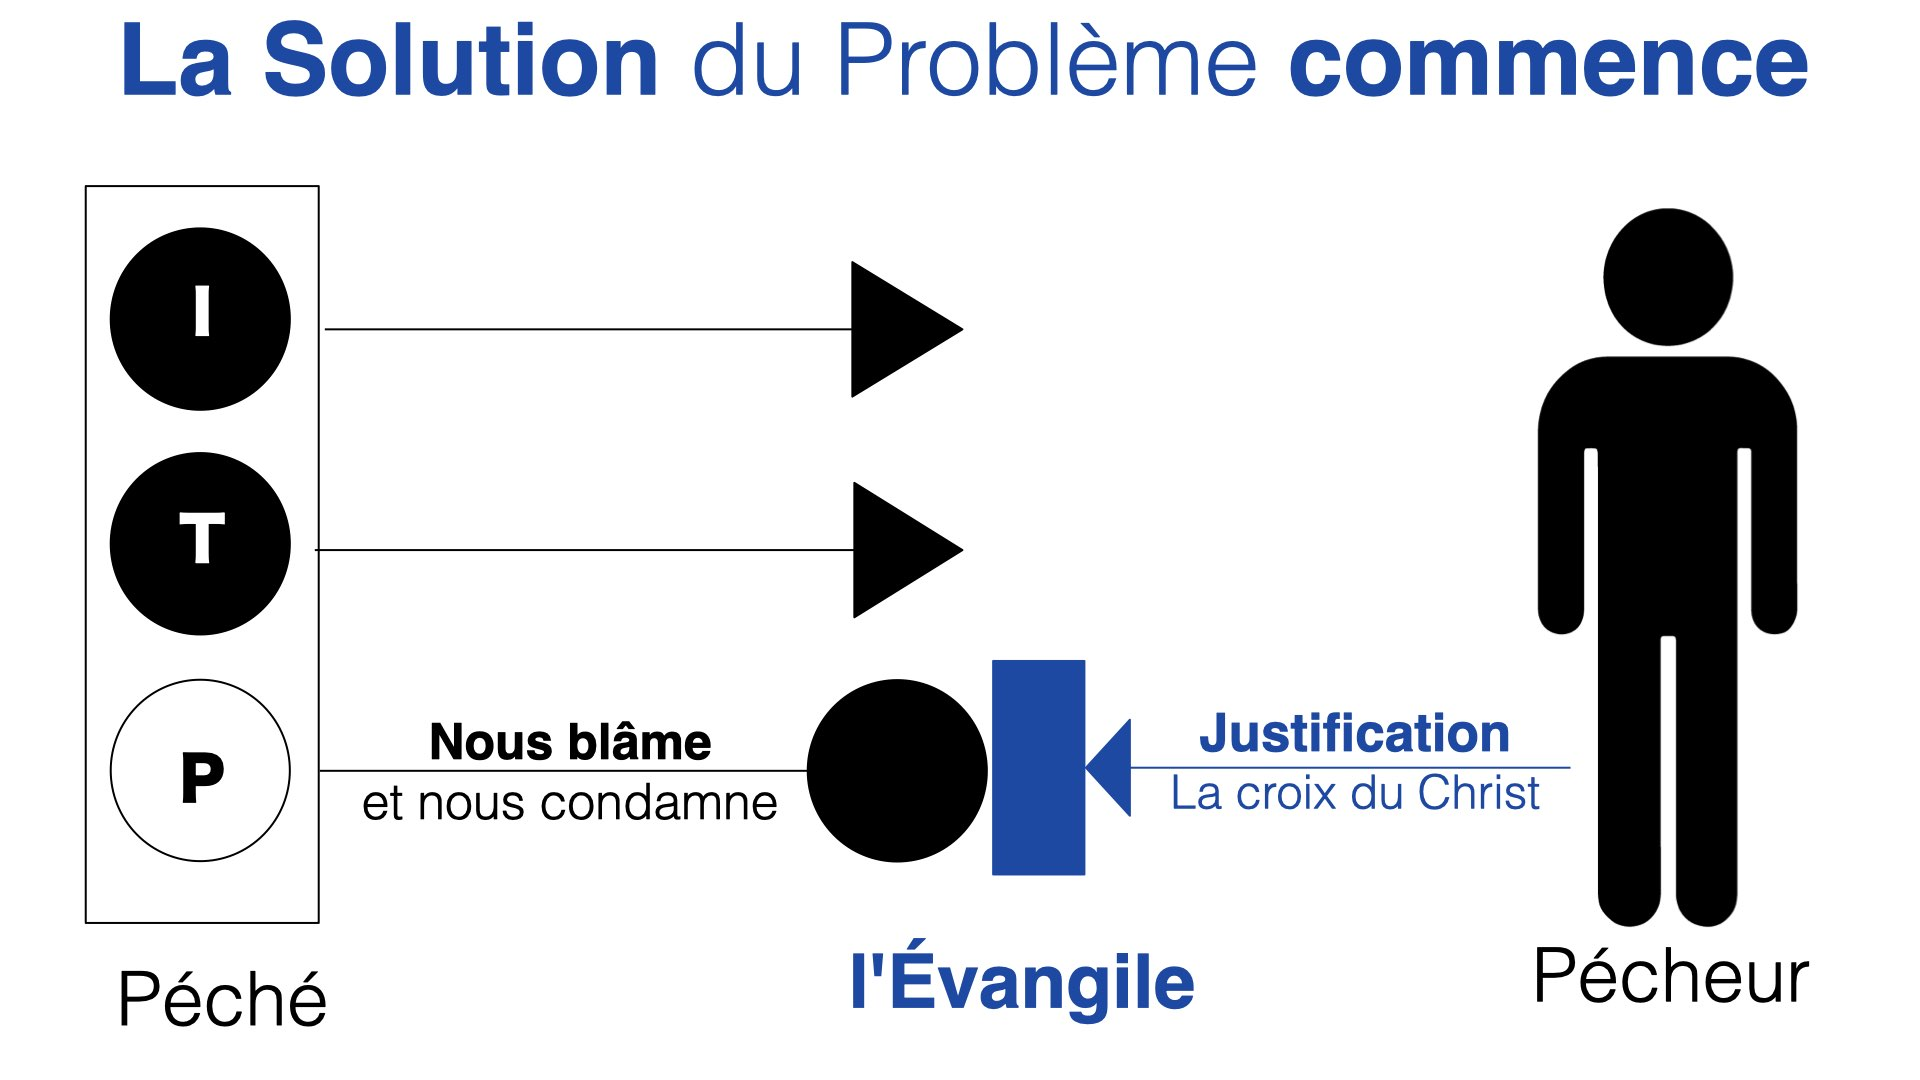 La Solution du Problème commence
I
T
P
Nous blâme
et nous condamne
Justification
La croix du Christ
Péché
l'Évangile
Pécheur